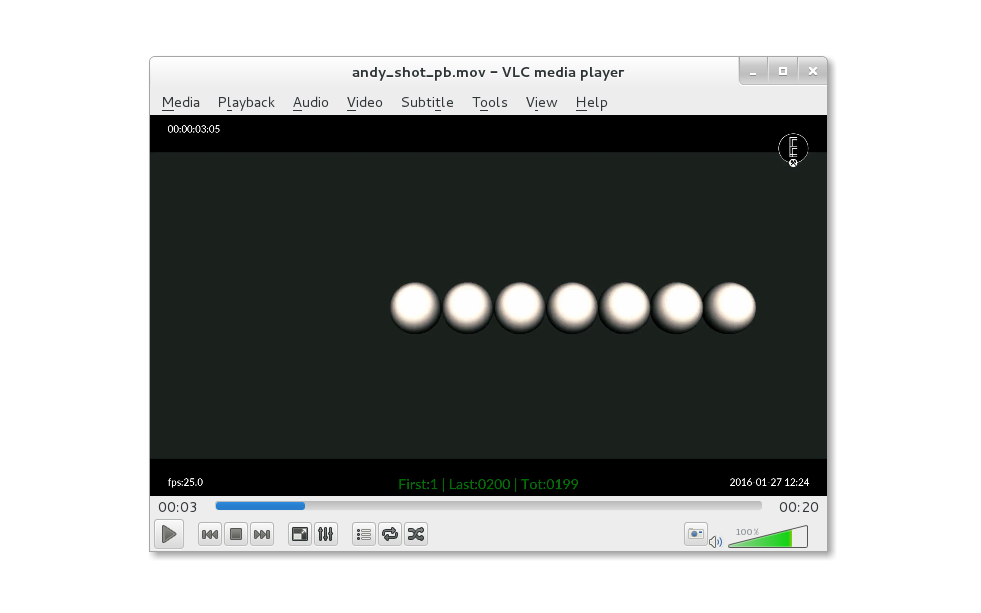 andy_shot_pb.mov - VLC media player
Media Playback Audio Video Subtitle Tools View Help
00:00:03:05
fps:25.0
First:1 | Last:0200 | Tot:0199
2016-01-27 12:24
00:03
00:20
100%